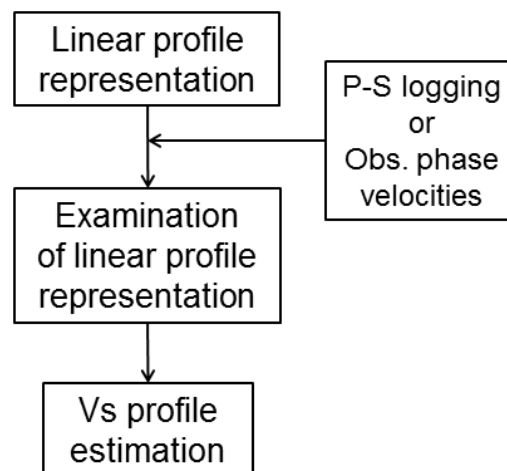 Linear profile
representation
P-S logging
or
Obs. phase
velocities
Examination
of linear profile
representation
Vs profile
estimation